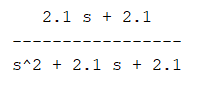 2.1 s + 2.1
-----------------
s^2 + 2.1 s + 2.1